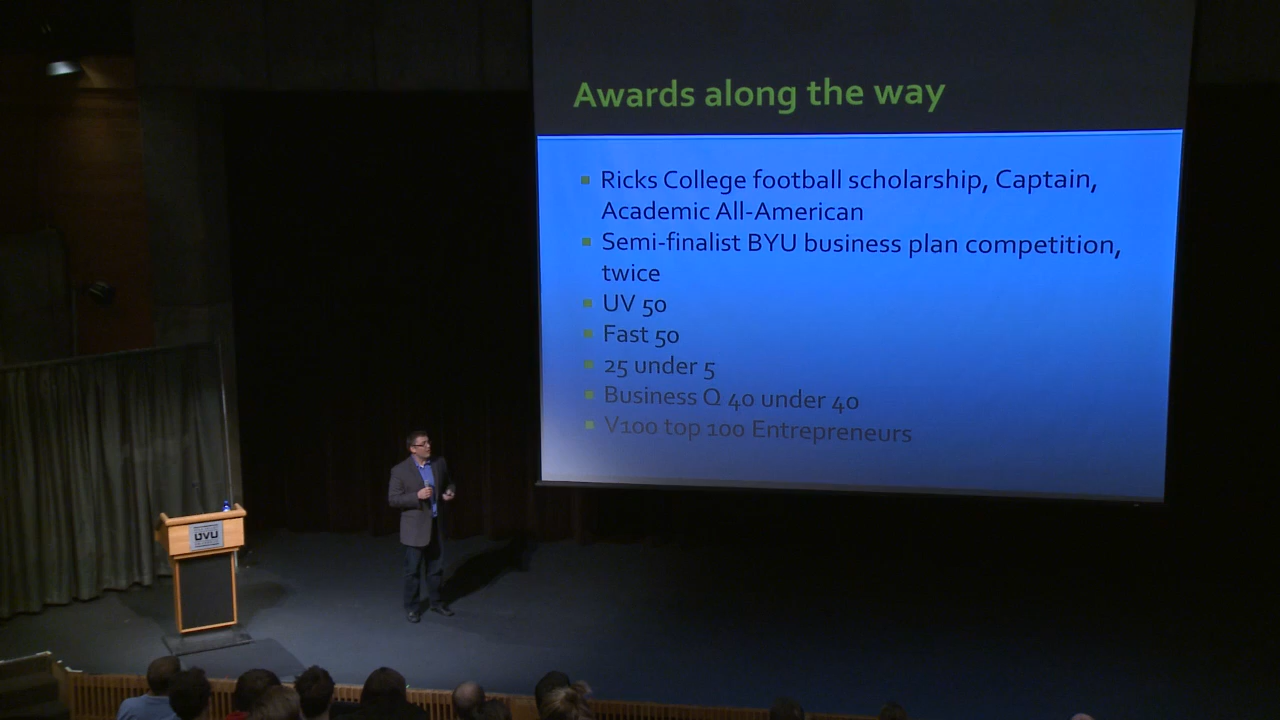 Awards along the way
Ricks College football scholarship, Captain,
Academic All-American
Semi-finalist BYU business plan competition,
twice
UV 50
Fast 50
25 under 5
Business Q 40 under 40
V100 top 100 Entrepreneurs
UVU